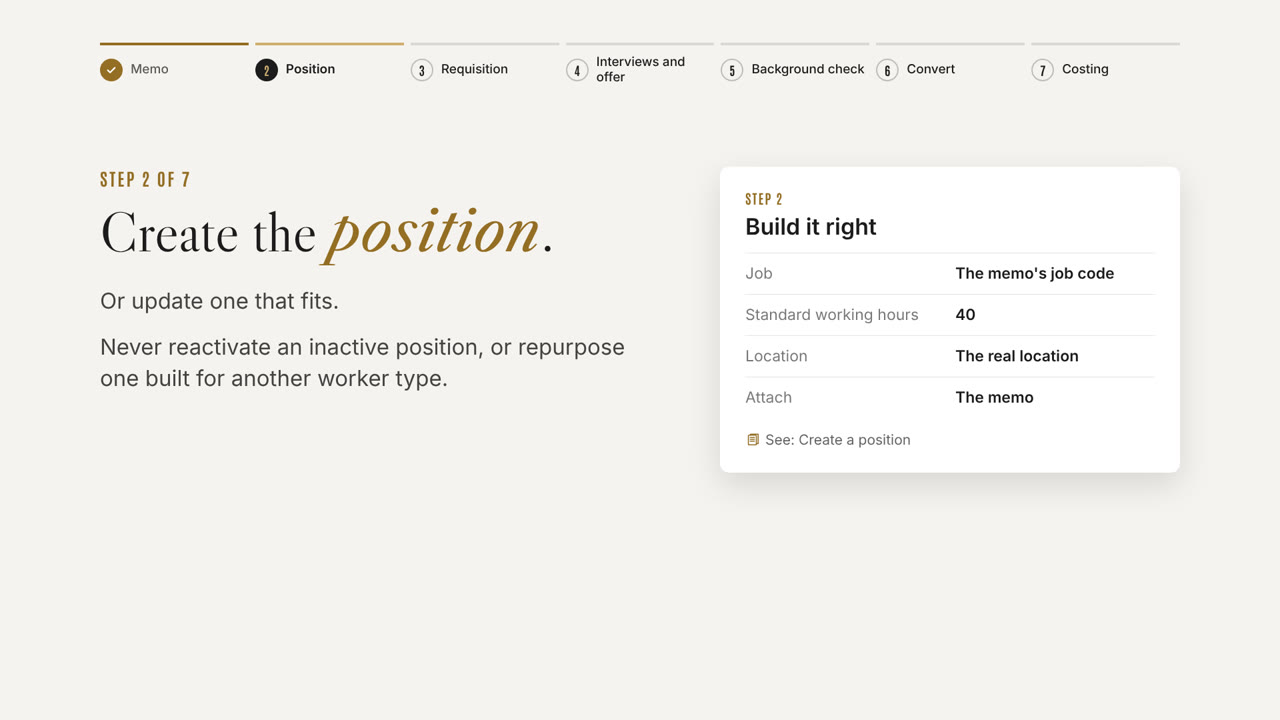 Memo
2 Position
3 Requisition
4 Interviews and
offer
5 Background check
6 Convert
7 Costing
STEP 2 OF 7
Create the position.
Or update one that fits.
Never reactivate an inactive position, or repurpose
one built for another worker type.
STEP 2
Build it right
Job The memo's job code
Standard working hours 40
Location The real location
Attach The memo
See: Create a position